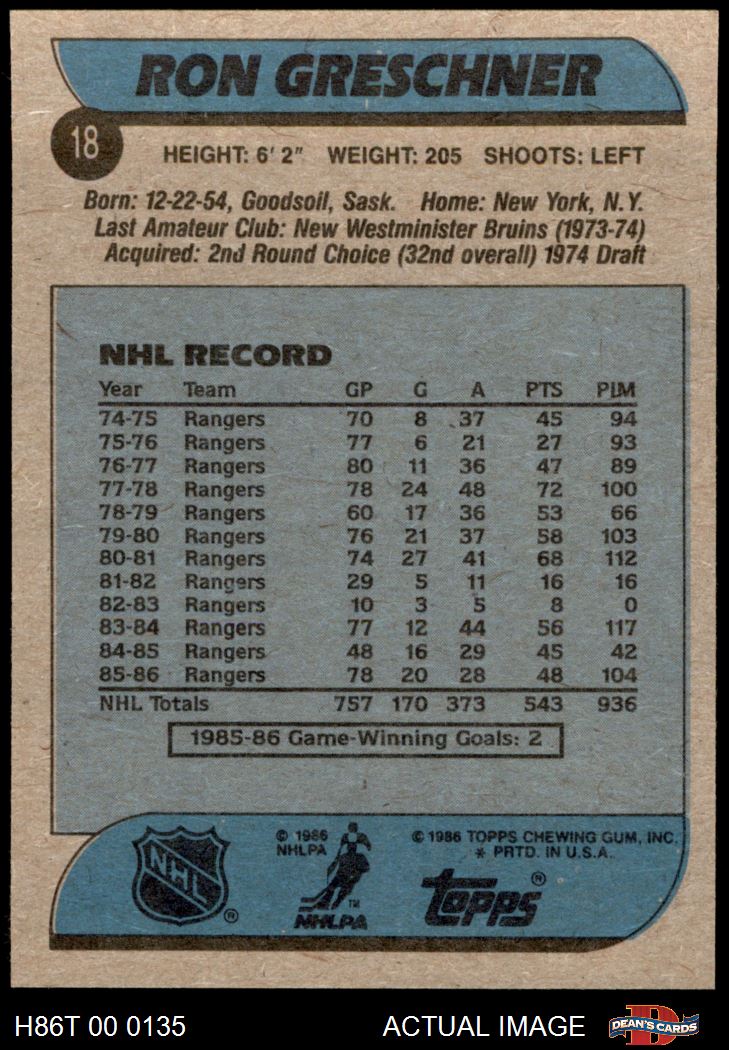 RON GRESCHNER
18
HEIGHT: 6' 2" WEIGHT: 205 SHOOTS: LEFT
Born: 12-22-54, Goodsoil, Sask. Home: New York, N.Y.
Last Amateur Club: New Westminister Bruins (1973-74)
Acquired: 2nd Round Choice (32nd overall) 1974 Draft
NHL RECORD
Year Team GP G A PTS PIM
74-75 Rangers 70 8 37 45 94
75-76 Rangers 77 6 21 27 93
76-77 Rangers 80 11 36 47 89
77-78 Rangers 78 24 48 72 100
78-79 Rangers 60 17 36 53 66
79-80 Rangers 76 21 37 58 103
80-81 Rangers 74 27 41 68 112
81-82 Rangers 29 5 11 16 16
82-83 Rangers 10 3 5 8 0
83-84 Rangers 77 12 44 56 117
84-85 Rangers 48 16 29 45 42
85-86 Rangers 78 20 28 48 104
NHL Totals 757 170 373 543 936
1985-86 Game-Winning Goals: 2
NHL ®
© 1986
NHLPA
TM
NHLPA
© 1986 TOPPS CHEWING GUM, INC.
* PRTD. IN U.S.A.
topps ®
H86T 00 0135 ACTUAL IMAGE D DEAN'S CARDS